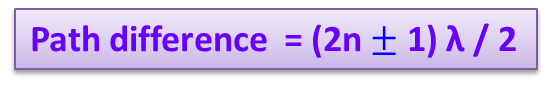 Path difference = (2n ± 1) λ / 2